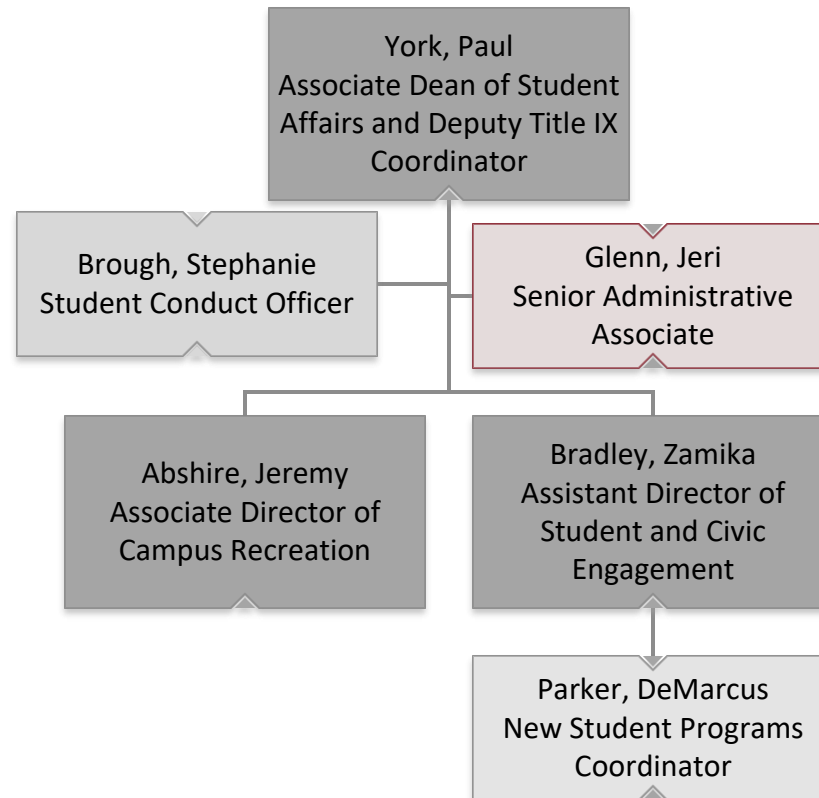 York, Paul
Associate Dean of Student
Affairs and Deputy Title IX
Coordinator
Brough, Stephanie
Student Conduct Officer
Glenn, Jeri
Senior Administrative
Associate
Abshire, Jeremy
Associate Director of
Campus Recreation
Bradley, Zamika
Assistant Director of
Student and Civic
Engagement
Parker, DeMarcus
New Student Programs
Coordinator